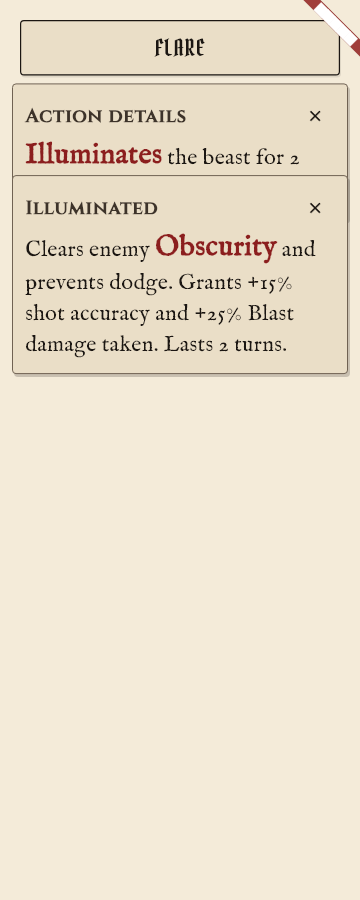 FLARE
Action details ×
Illuminates the beast for 2
Illuminated ×
Clears enemy Obscurity and
prevents dodge. Grants +15%
shot accuracy and +25% Blast
damage taken. Lasts 2 turns.